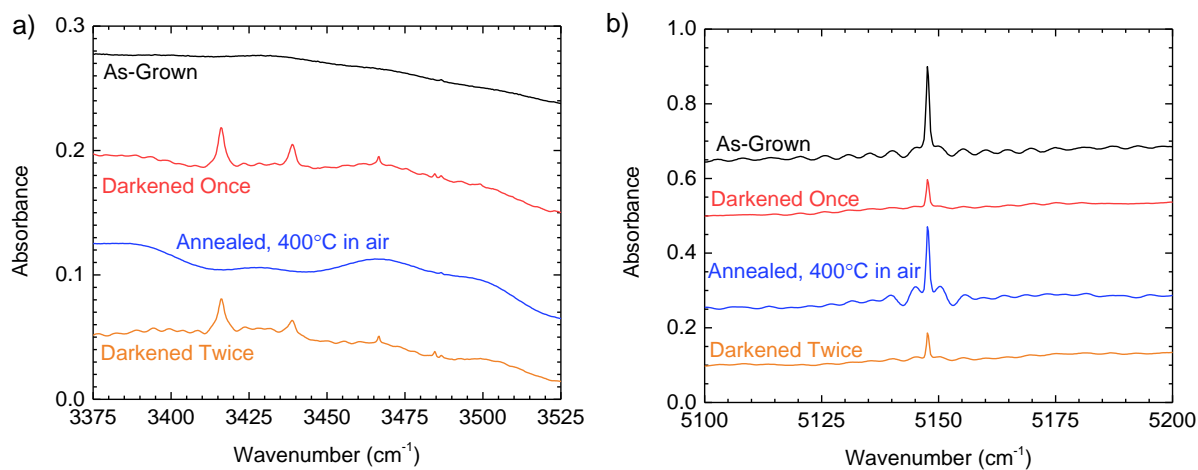 a)
Absorbance
0.3
0.2
0.1
0.0
As-Grown
Darkened Once
Annealed, 400°C in air
Darkened Twice
3375 3400 3425 3450 3475 3500 3525
Wavenumber (cm⁻¹)
b)
Absorbance
1.0
0.8
0.6
0.4
0.2
0.0
As-Grown
Darkened Once
Annealed, 400°C in air
Darkened Twice
5100 5125 5150 5175 5200
Wavenumber (cm⁻¹)